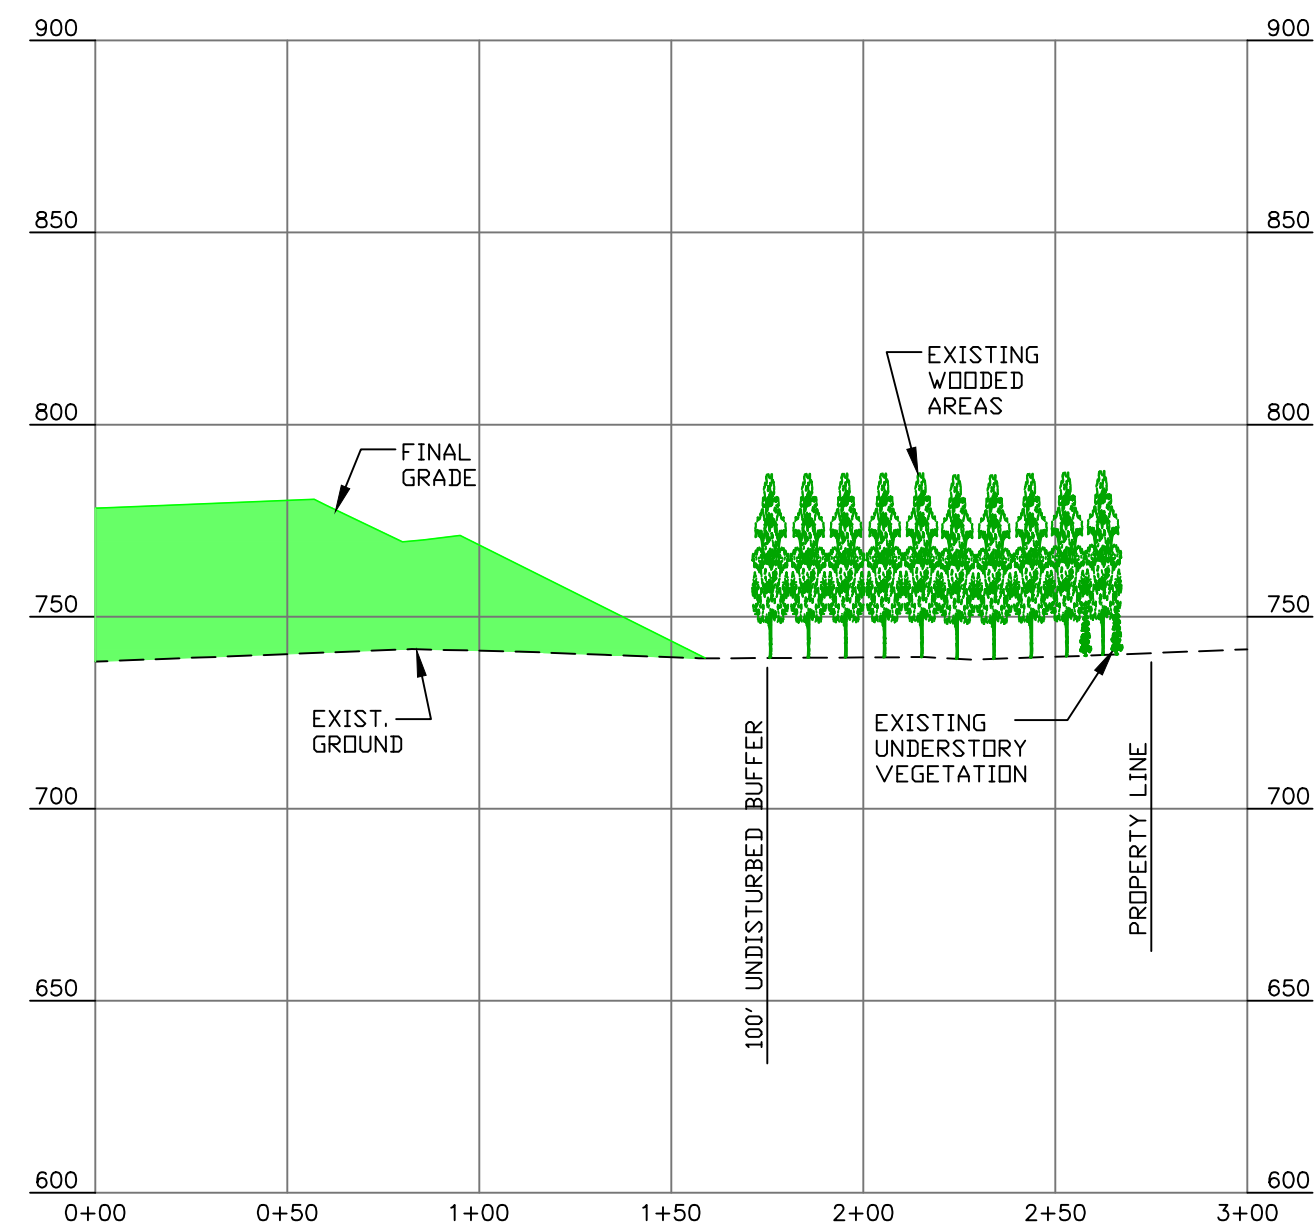 900
900
850
850
EXISTING
WOODED
AREAS
800
800
FINAL
GRADE
750
750
EXIST.
GROUND
EXISTING
UNDERSTORY
VEGETATION
100' UNDISTURBED BUFFER
PROPERTY LINE
700
700
650
650
600
600
0+00
0+50
1+00
1+50
2+00
2+50
3+00